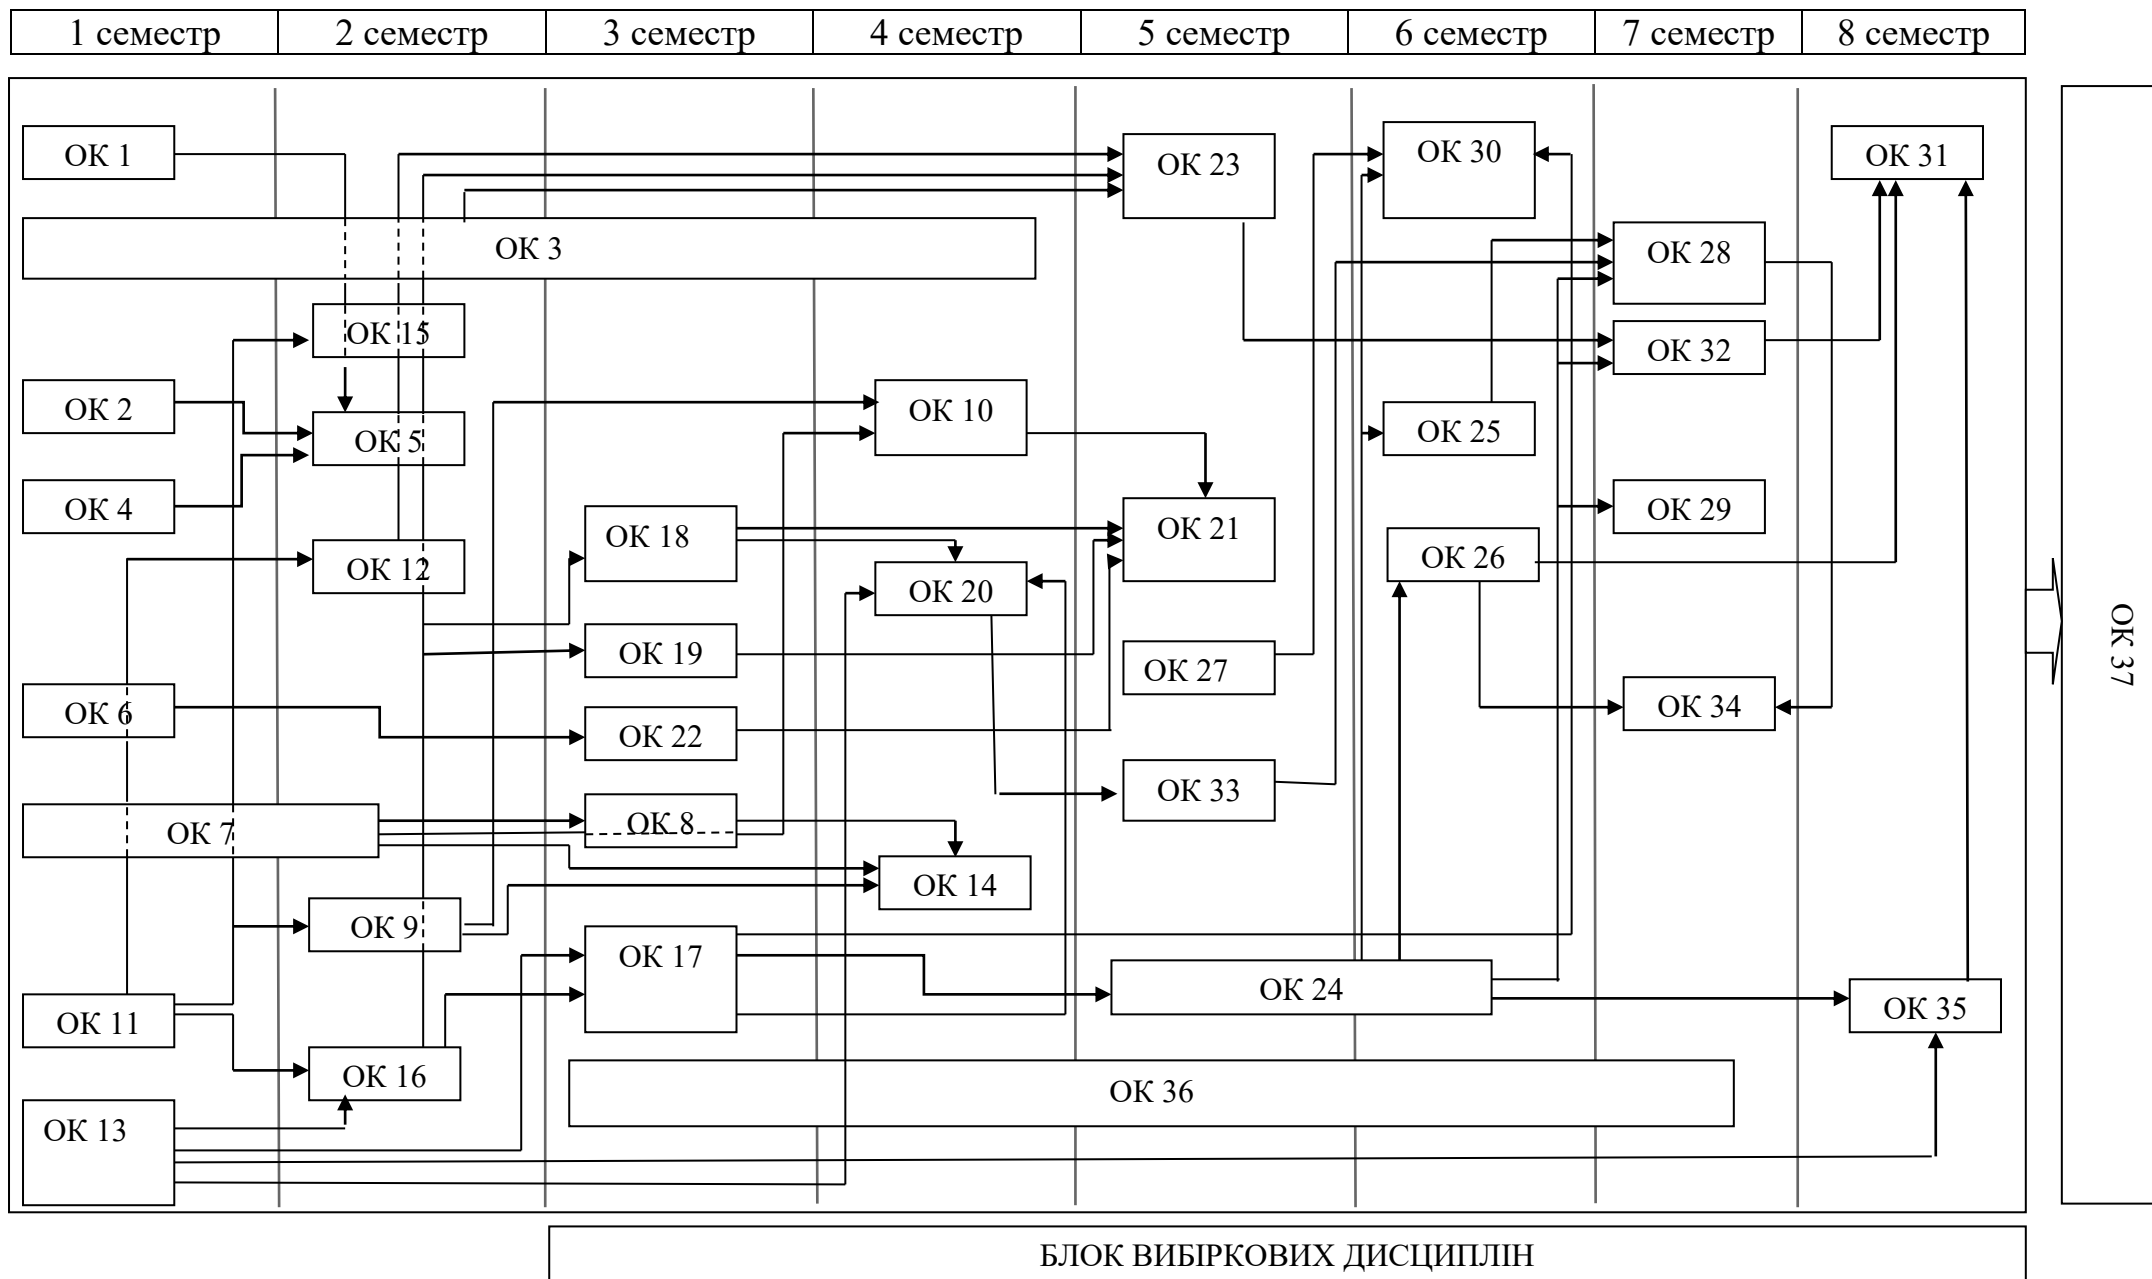 1 семестр 2 семестр 3 семестр 4 семестр 5 семестр 6 семестр 7 семестр 8 семестр
ОК 1
ОК 23
ОК 30
ОК 31
ОК 3
ОК 28
ОК 15
ОК 32
ОК 2
ОК 5
ОК 10
ОК 25
ОК 4
ОК 18
ОК 21
ОК 29
ОК 12
ОК 20
ОК 26
ОК 19
ОК 27
ОК 37
ОК 6
ОК 22
ОК 34
ОК 33
ОК 7
ОК 8
ОК 14
ОК 9
ОК 17
ОК 24
ОК 35
ОК 11
ОК 16
ОК 36
ОК 13
БЛОК ВИБІРКОВИХ ДИСЦИПЛІН